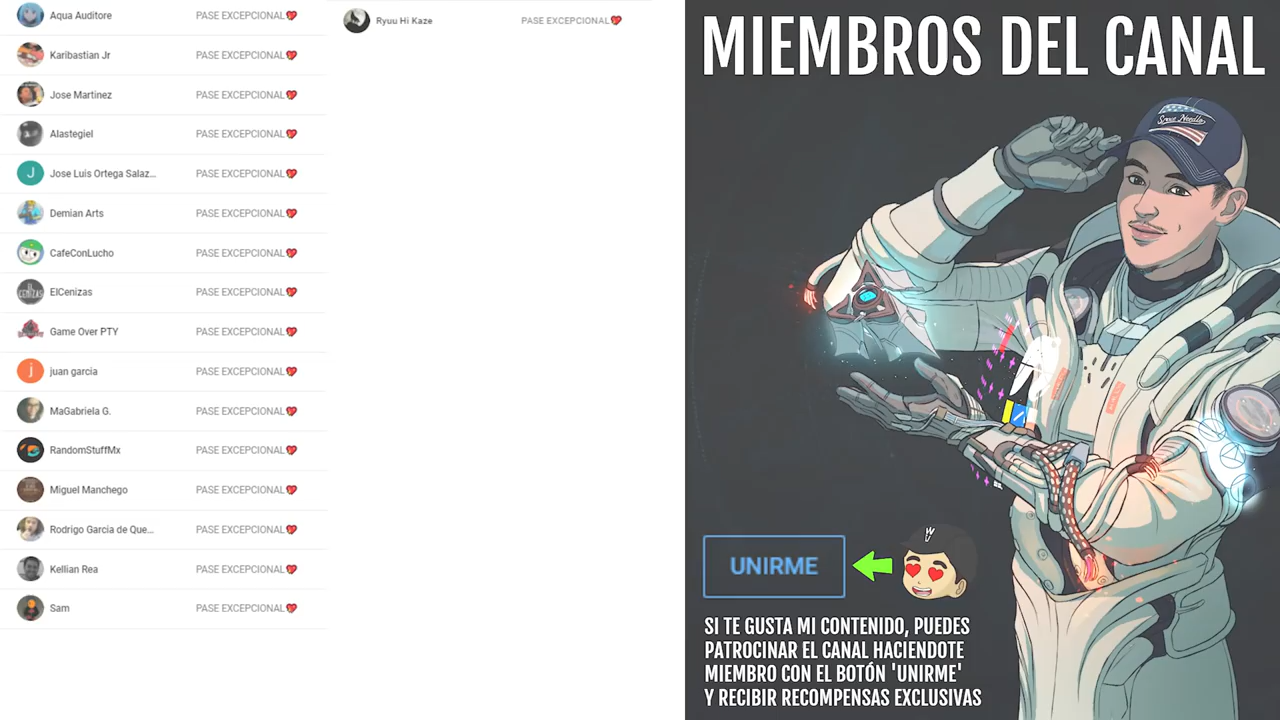 Aqua Auditore PASE EXCEPCIONAL
Karibastian Jr PASE EXCEPCIONAL
Jose Martinez PASE EXCEPCIONAL
Alastegiel PASE EXCEPCIONAL
J Jose Luis Ortega Salaz... PASE EXCEPCIONAL
Demian Arts PASE EXCEPCIONAL
CafeConLucho PASE EXCEPCIONAL
ElCenizas PASE EXCEPCIONAL
Game Over PTY PASE EXCEPCIONAL
j juan garcia PASE EXCEPCIONAL
MaGabriela G. PASE EXCEPCIONAL
RandomStuffMx PASE EXCEPCIONAL
Miguel Manchego PASE EXCEPCIONAL
Rodrigo Garcia de Que... PASE EXCEPCIONAL
Kellian Rea PASE EXCEPCIONAL
Sam PASE EXCEPCIONAL
Ryuu Hi Kaze PASE EXCEPCIONAL
MIEMBROS DEL CANAL
Space Needle
UNIRME
SI TE GUSTA MI CONTENIDO, PUEDES
PATROCINAR EL CANAL HACIENDOTE
MIEMBRO CON EL BOTÓN 'UNIRME'
Y RECIBIR RECOMPENSAS EXCLUSIVAS